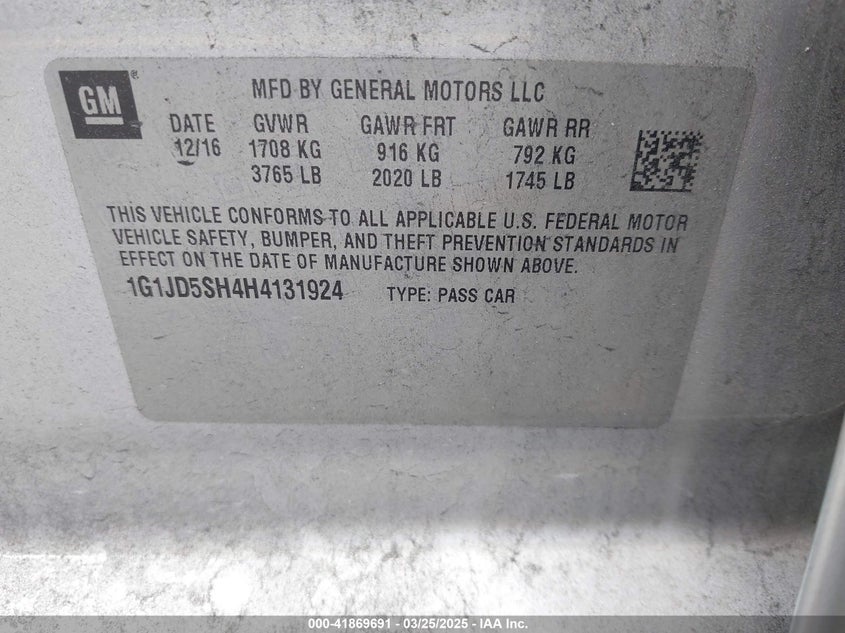 GM ®
MFD BY GENERAL MOTORS LLC
DATE GVWR GAWR FRT GAWR RR
12/16 1708 KG 916 KG 792 KG
3765 LB 2020 LB 1745 LB
THIS VEHICLE CONFORMS TO ALL APPLICABLE U.S. FEDERAL MOTOR
VEHICLE SAFETY, BUMPER, AND THEFT PREVENTION STANDARDS IN
EFFECT ON THE DATE OF MANUFACTURE SHOWN ABOVE.
1G1JD5SH4H4131924 TYPE: PASS CAR
000-41869691 - 03/25/2025 - IAA Inc.